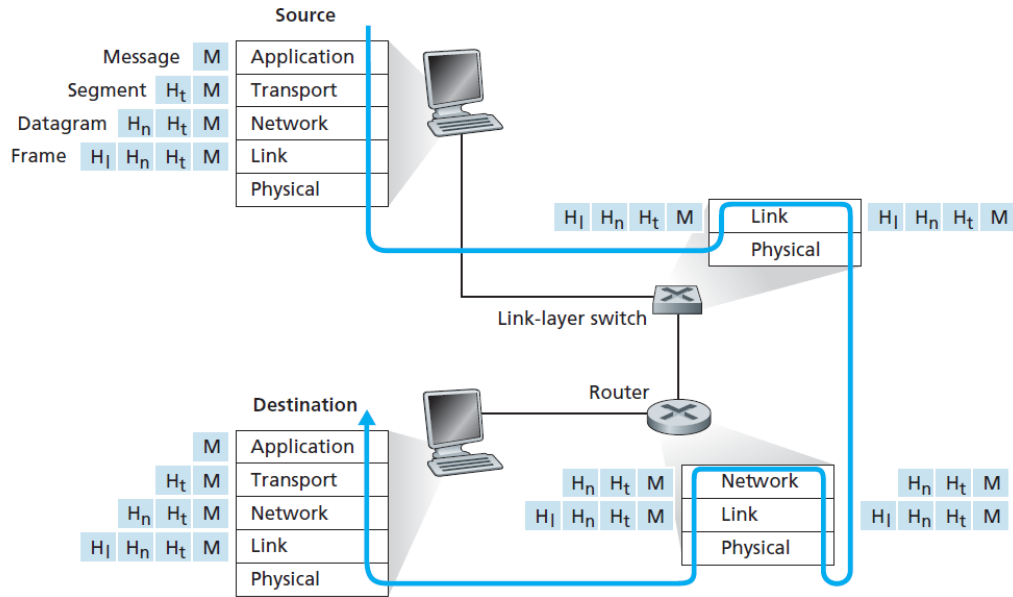 Source
Message M Application
Segment Ht M Transport
Datagram Hn Ht M Network
Frame Hl Hn Ht M Link
Physical
Hl Hn Ht M Link Hl Hn Ht M
Physical
Link-layer switch
Router
Destination
M Application
Ht M Transport
Hn Ht M Network
Hl Hn Ht M Link
Physical
Hn Ht M Network Hn Ht M
Hl Hn Ht M Link Hl Hn Ht M
Physical